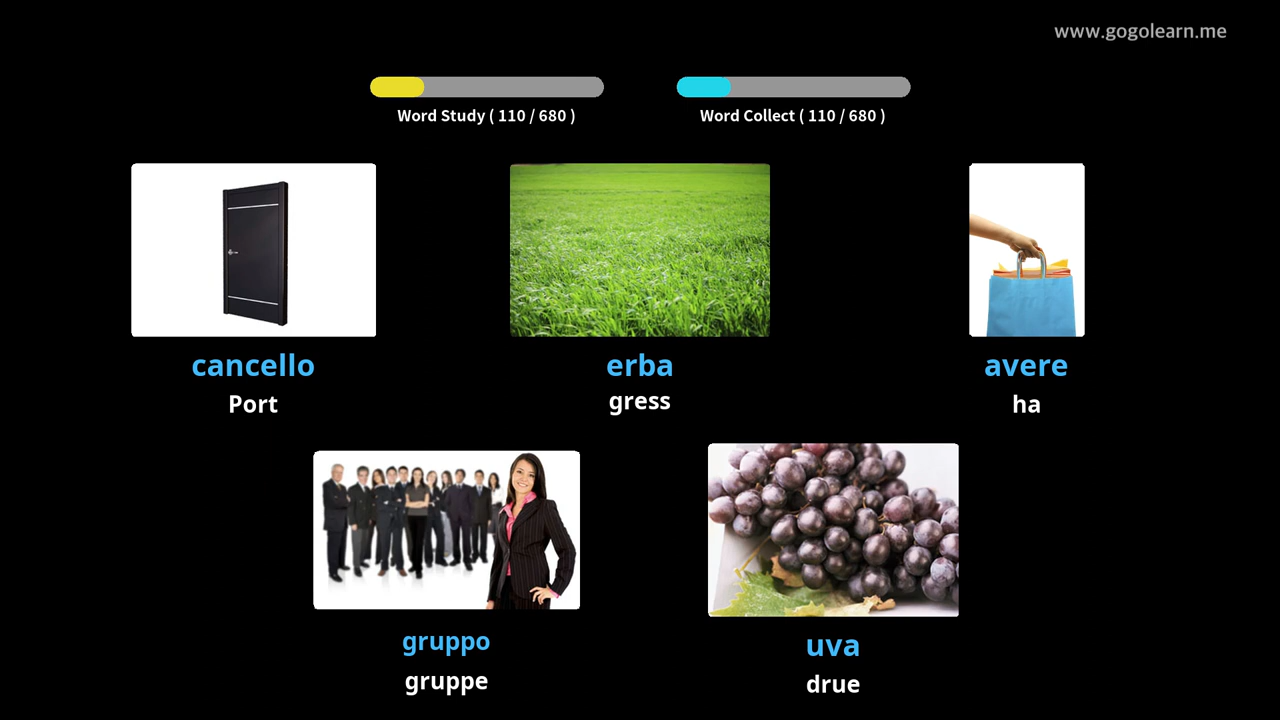 www.gogolearn.me
Word Study ( 110 / 680 )
Word Collect ( 110 / 680 )
cancello
Port
erba
gress
avere
ha
gruppo
gruppe
uva
drue